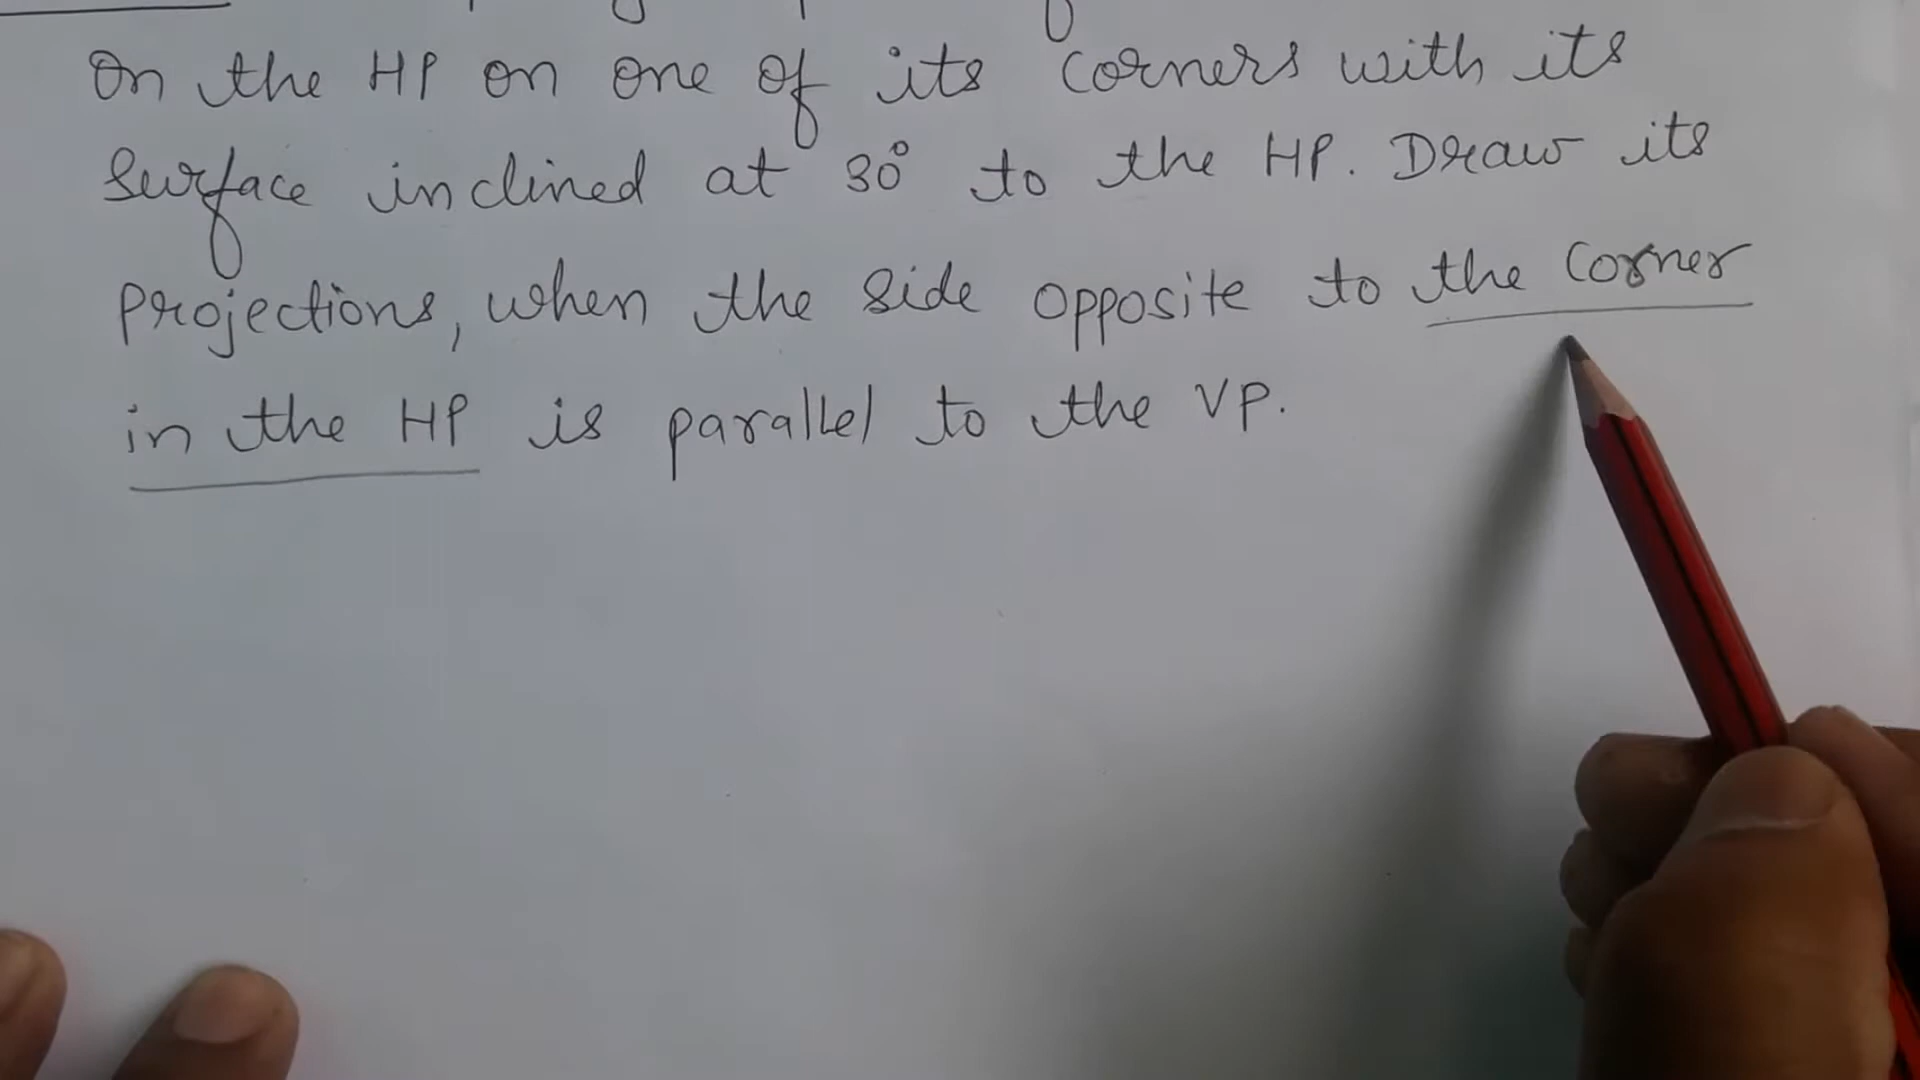 On the HP on one of its corners with its
Surface inclined at 30° to the HP. Draw its
projections, when the side opposite to the corner
in the HP is parallel to the VP.